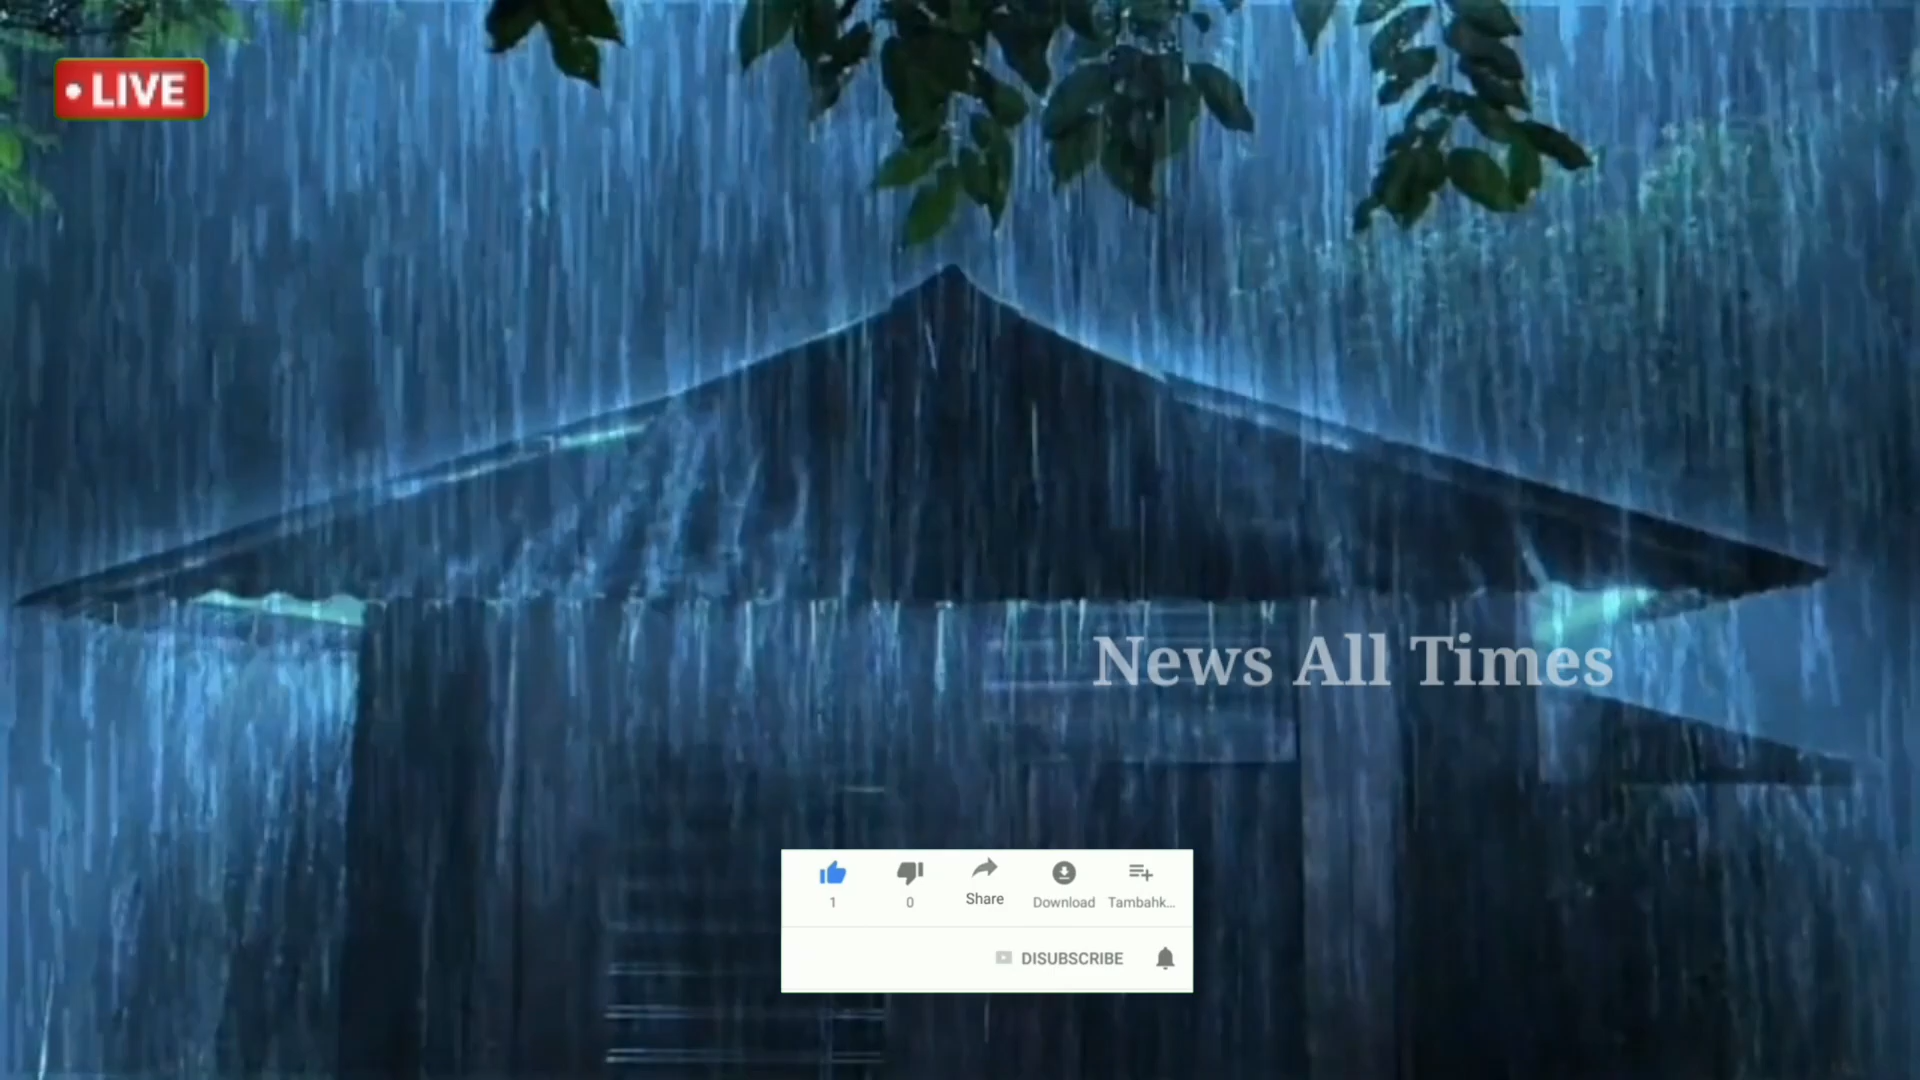 LIVE
News All Times
1
0
Share
Download
Tambahk...
DISUBSCRIBE